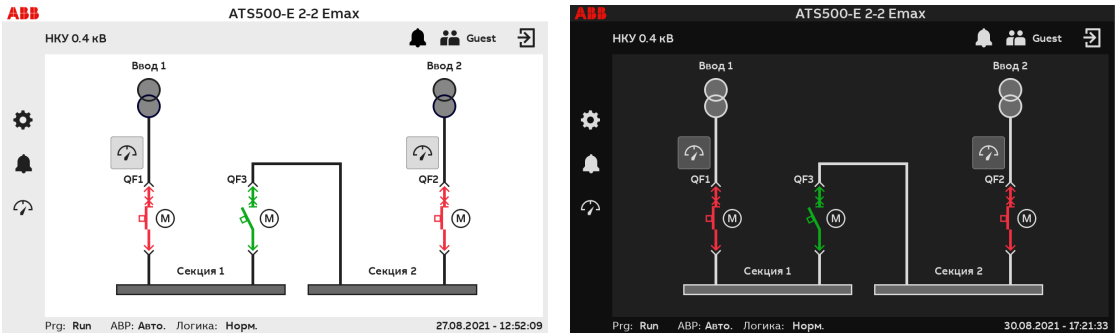 ABB
ATS500-E 2-2 Emax
НКУ 0.4 кВ
Guest
Ввод 1
Ввод 2
QF1
QF3
QF2
M
M
M
Секция 1
Секция 2
Prg: Run АВР: Авто. Логика: Норм. 27.08.2021 - 12:52:09
ABB
ATS500-E 2-2 Emax
НКУ 0.4 кВ
Guest
Ввод 1
Ввод 2
QF1
QF3
QF2
M
M
M
Секция 1
Секция 2
Prg: Run АВР: Авто. Логика: Норм. 30.08.2021 - 17:21:33